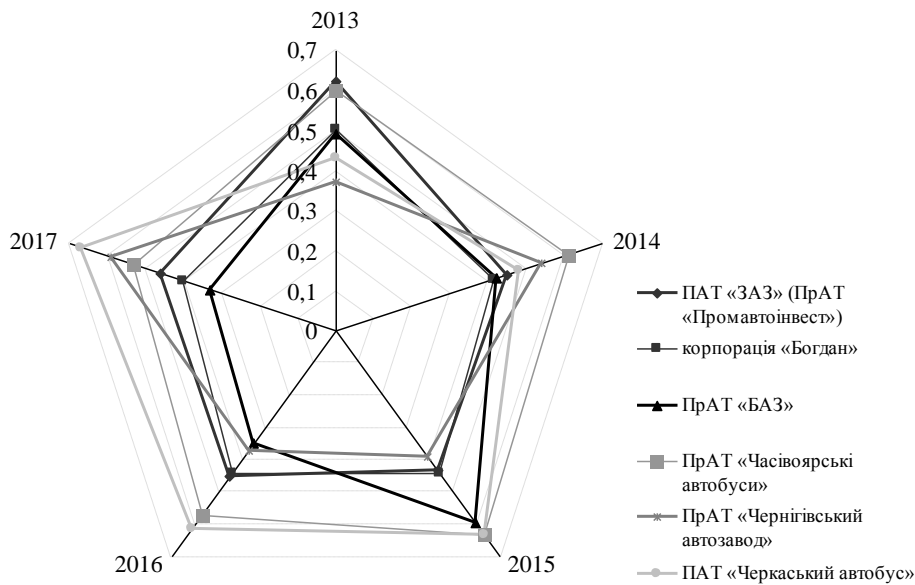 2013
0,7
0,6
0,5
0,4
0,3
0,2
0,1
0
2014
2015
2016
2017
ПАТ «ЗАЗ» (ПрАТ
«Промавтоінвест»)
корпорація «Богдан»
ПрАТ «БАЗ»
ПрАТ «Часівоярські
автобуси»
ПрАТ «Чернігівський
автозавод»
ПАТ «Черкаський автобус»